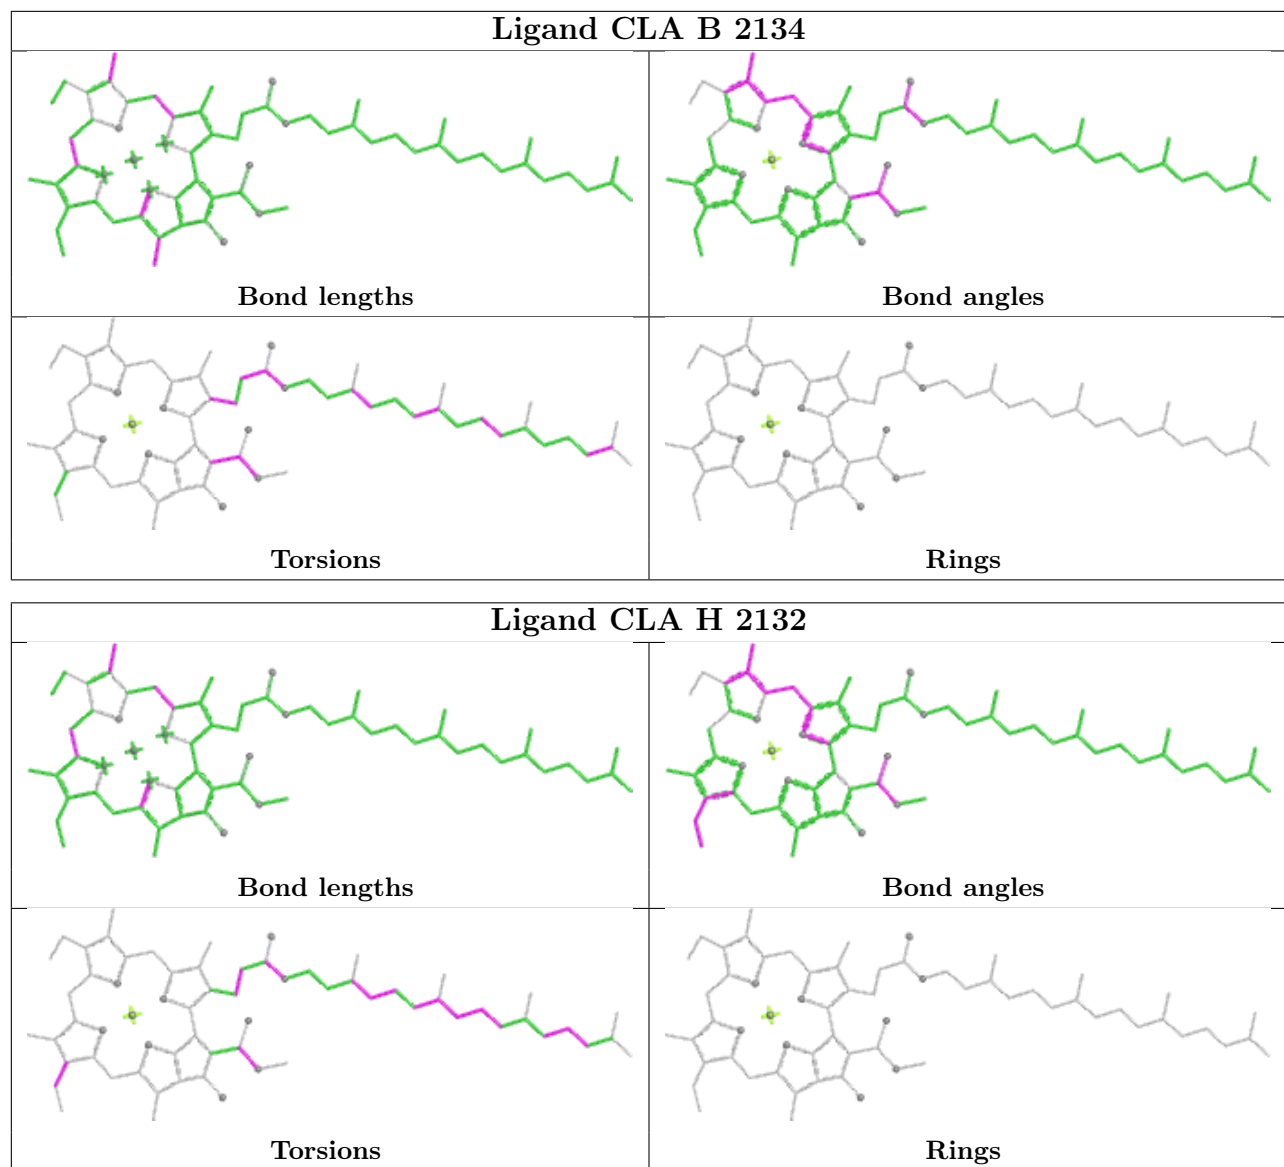 Ligand CLA B 2134
Bond lengths
Bond angles
Torsions
Rings
Ligand CLA H 2132
Bond lengths
Bond angles
Torsions
Rings